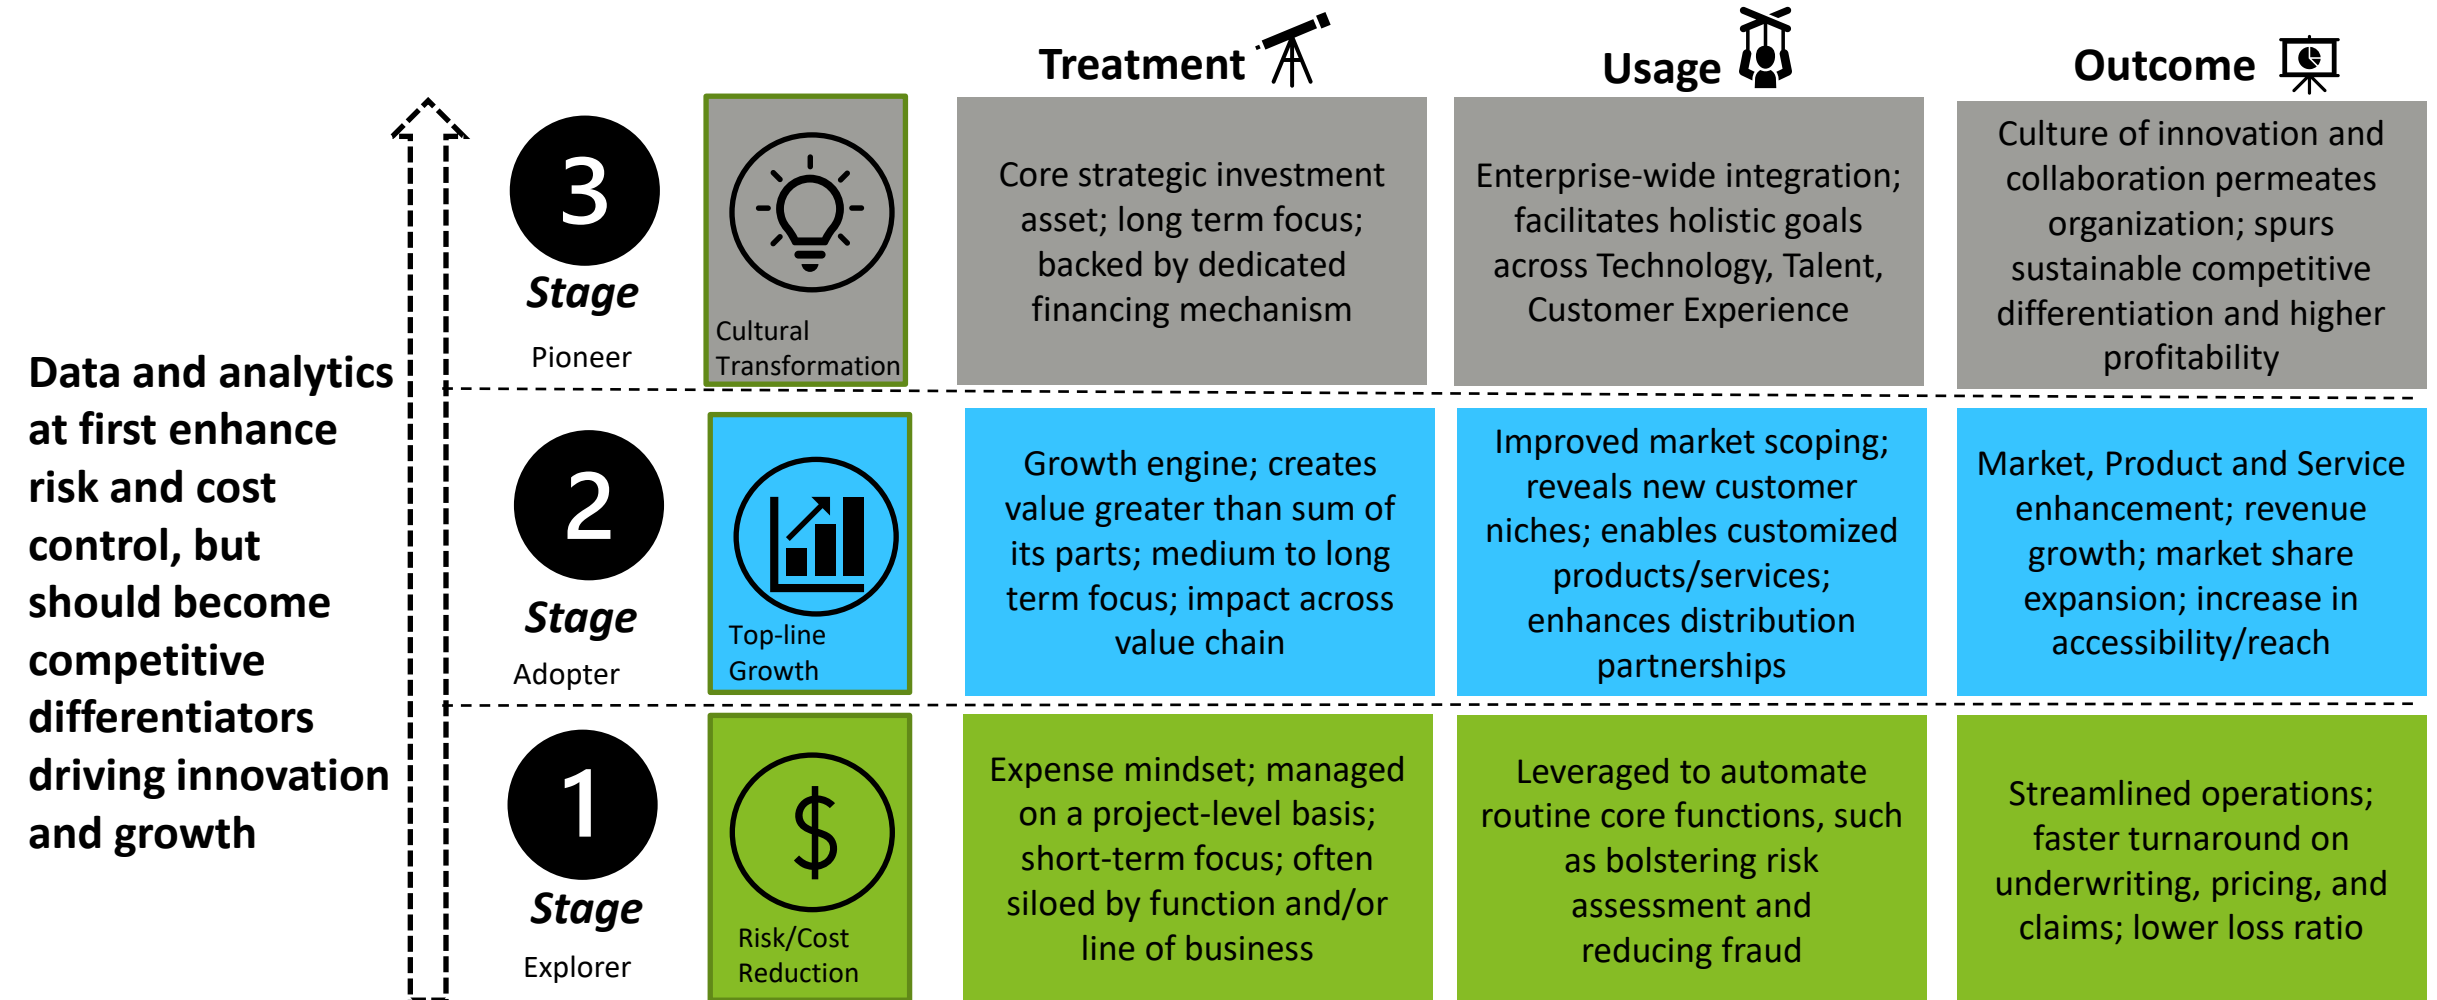 Treatment
Usage
Outcome
Data and analytics
at first enhance
risk and cost
control, but
should become
competitive
differentiators
driving innovation
and growth
3
Stage
Pioneer
Cultural
Transformation
Core strategic investment
asset; long term focus;
backed by dedicated
financing mechanism
Enterprise-wide integration;
facilitates holistic goals
across Technology, Talent,
Customer Experience
Culture of innovation and
collaboration permeates
organization; spurs
sustainable competitive
differentiation and higher
profitability
2
Stage
Adopter
Top-line
Growth
Growth engine; creates
value greater than sum of
its parts; medium to long
term focus; impact across
value chain
Improved market scoping;
reveals new customer
niches; enables customized
products/services;
enhances distribution
partnerships
Market, Product and Service
enhancement; revenue
growth; market share
expansion; increase in
accessibility/reach
1
Stage
Explorer
$
Risk/Cost
Reduction
Expense mindset; managed
on a project-level basis;
short-term focus; often
siloed by function and/or
line of business
Leveraged to automate
routine core functions, such
as bolstering risk
assessment and
reducing fraud
Streamlined operations;
faster turnaround on
underwriting, pricing, and
claims; lower loss ratio